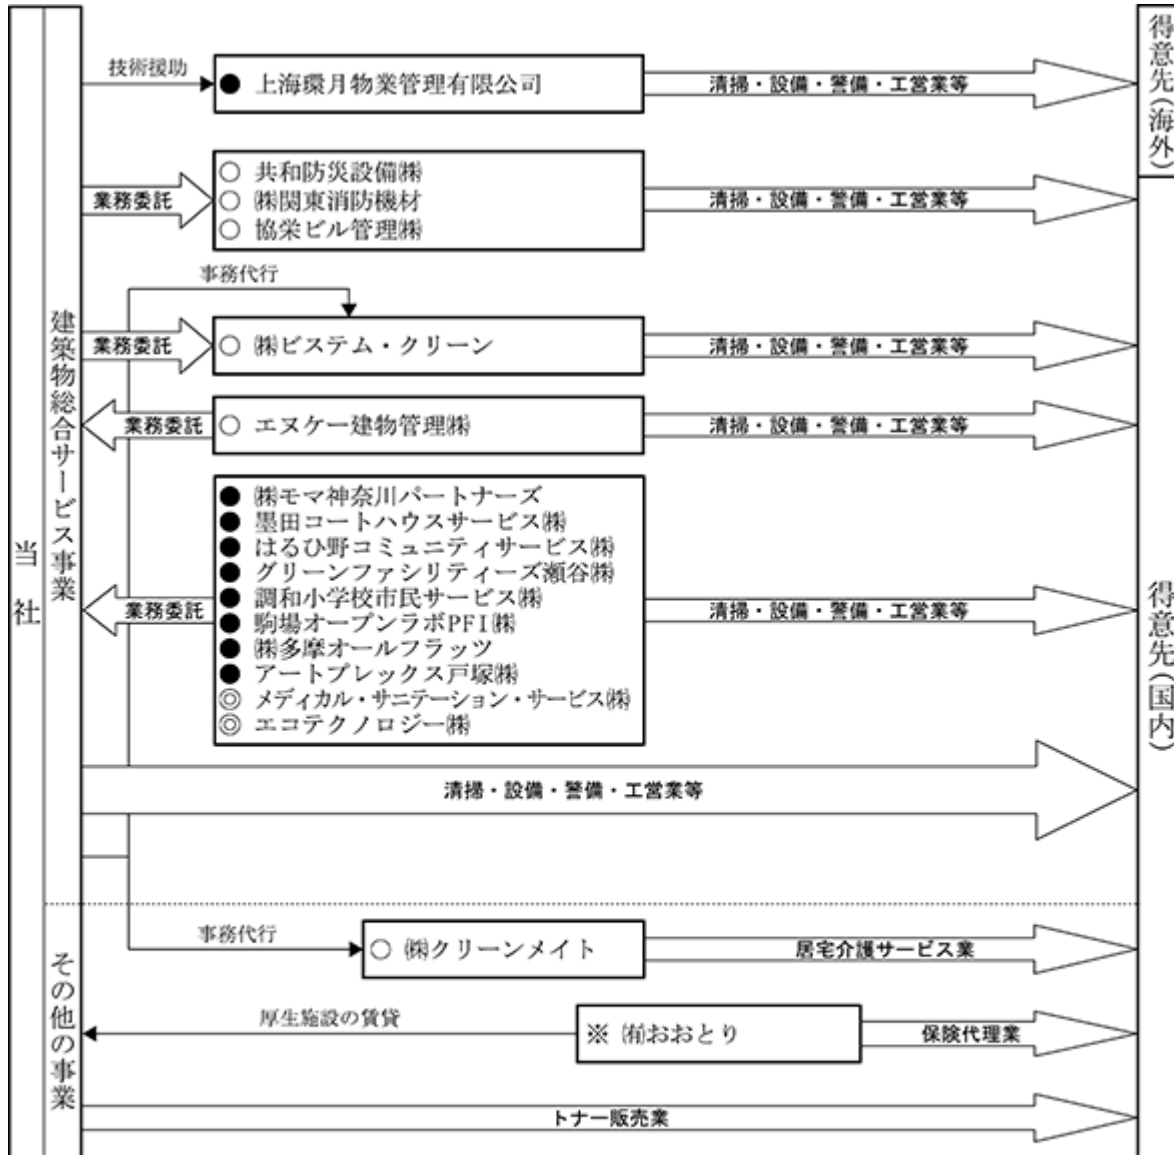 当社
建築物総合サービス事業
その他の事業
得意先(海外)
得意先(国内)
技術援助
● 上海環月物業管理有限公司
清掃・設備・警備・工営業等
業務委託
○ 共和防災設備㈱
○ ㈱関東消防機材
○ 協栄ビル管理㈱
清掃・設備・警備・工営業等
事務代行
業務委託
○ ㈱ビステム・クリーン
清掃・設備・警備・工営業等
業務委託
○ エヌケー建物管理㈱
清掃・設備・警備・工営業等
業務委託
● ㈱モマ神奈川パートナーズ
● 墨田コートハウスサービス㈱
● はるひ野コミュニティサービス㈱
● グリーンファシリティーズ瀬谷㈱
● 調和小学校市民サービス㈱
● 駒場オープンラボPFI㈱
● ㈱多摩オールフラッツ
● アートプレックス戸塚㈱
◎ メディカル・サニテーション・サービス㈱
◎ エコテクノロジー㈱
清掃・設備・警備・工営業等
清掃・設備・警備・工営業等
事務代行
○ ㈱クリーンメイト
居宅介護サービス業
厚生施設の賃貸
※ ㈲おおとり
保険代理業
トナー販売業